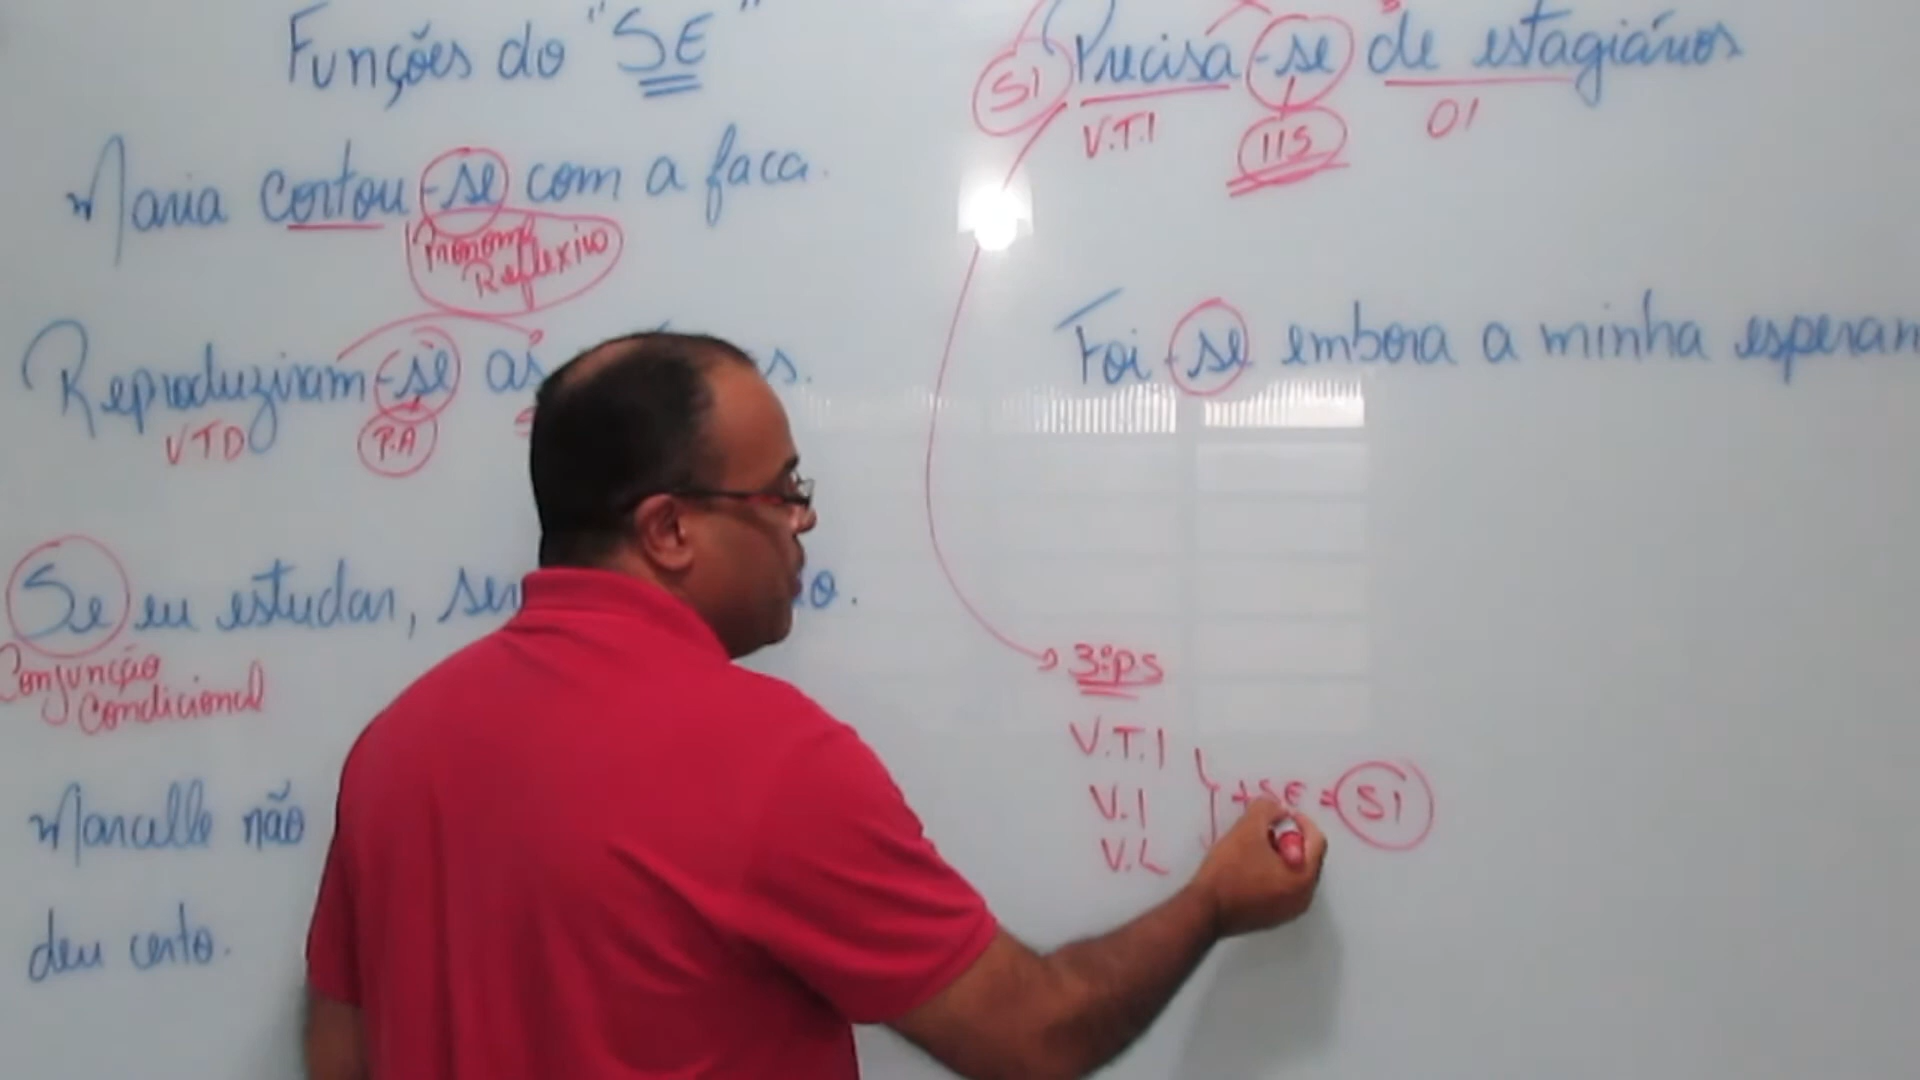 Funções do "SE"
Maria cortou-se com a faca.
Pronome
Reflexivo
Reproduziram-se as
VTD
P.A
Se eu estudar,
Conjunção
Condicional
Marcelle não
deu certo.
SI Precisa-se de estagiários
V.T.I IIS OI
Foi-se embora a minha esperan
3ªps
V.T.I
V.I +SE = SI
V.L